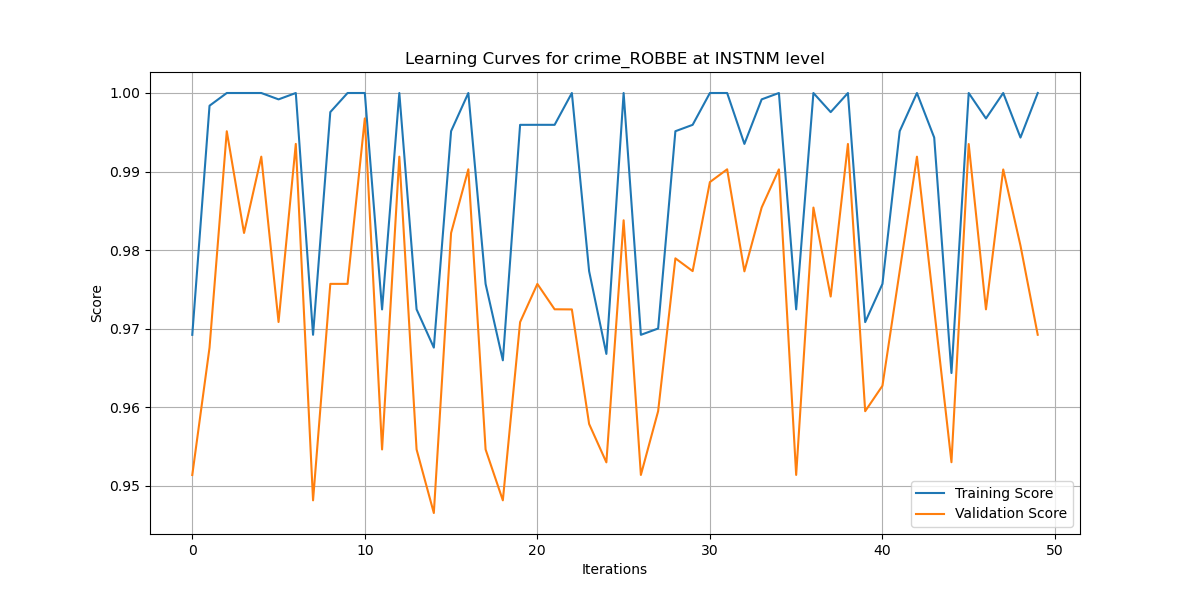 Learning Curves for crime_ROBBE at INSTNM level
1.00
0.99
0.98
0.97
0.96
0.95
Score
0
10
20
30
40
50
Iterations
Training Score
Validation Score